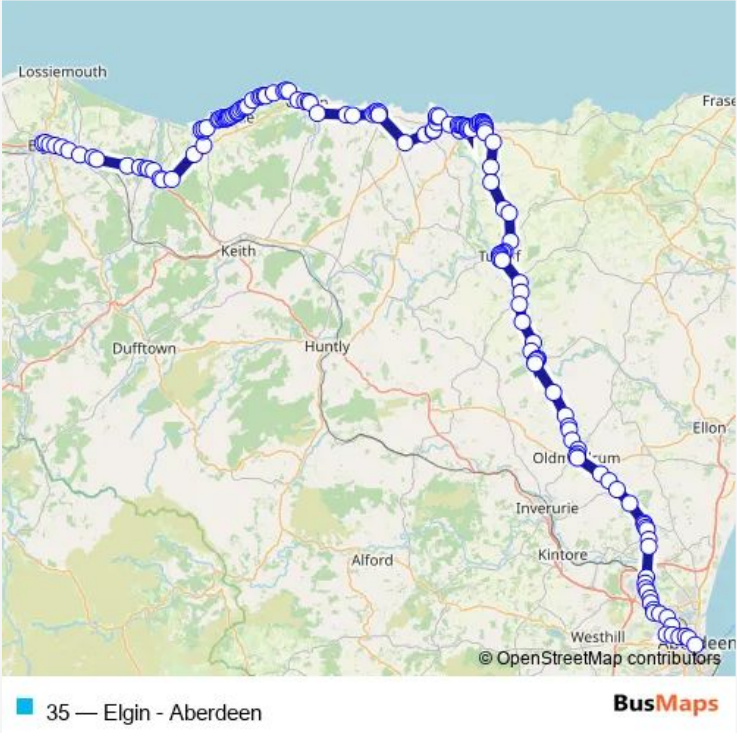 Lossiemouth
Frase
Keith
Dufftown
Huntly
Ellon
Inverurie
Kintore
Alford
Westhill
© OpenStreetMap contributors
35 — Elgin - Aberdeen
BusMaps